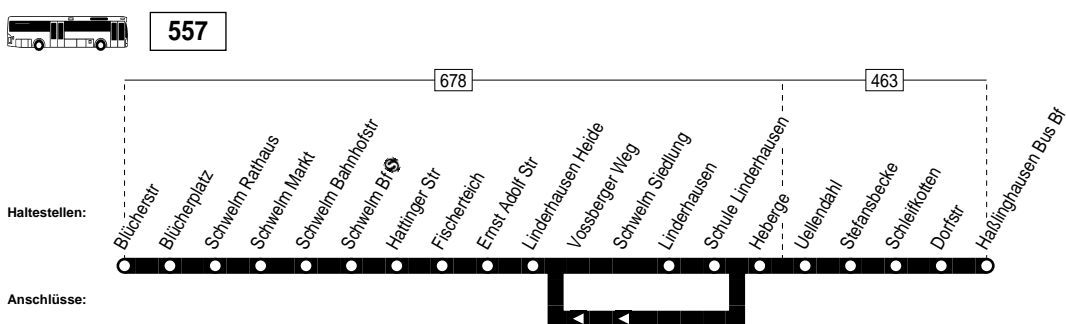 557
678
463
Haltestellen:
Blücherstr
Blücherplatz
Schwelm Rathaus
Schwelm Markt
Schwelm Bahnhofstr
Schwelm Bf S
Hattinger Str
Fischerteich
Ernst Adolf Str
Linderhausen Heide
Vossberger Weg
Schwelm Siedlung
Linderhausen
Schule Linderhausen
Heberge
Uellendahl
Stefansbecke
Schleifkotten
Dorfstr
Haßlinghausen Bus Bf
Anschlüsse: